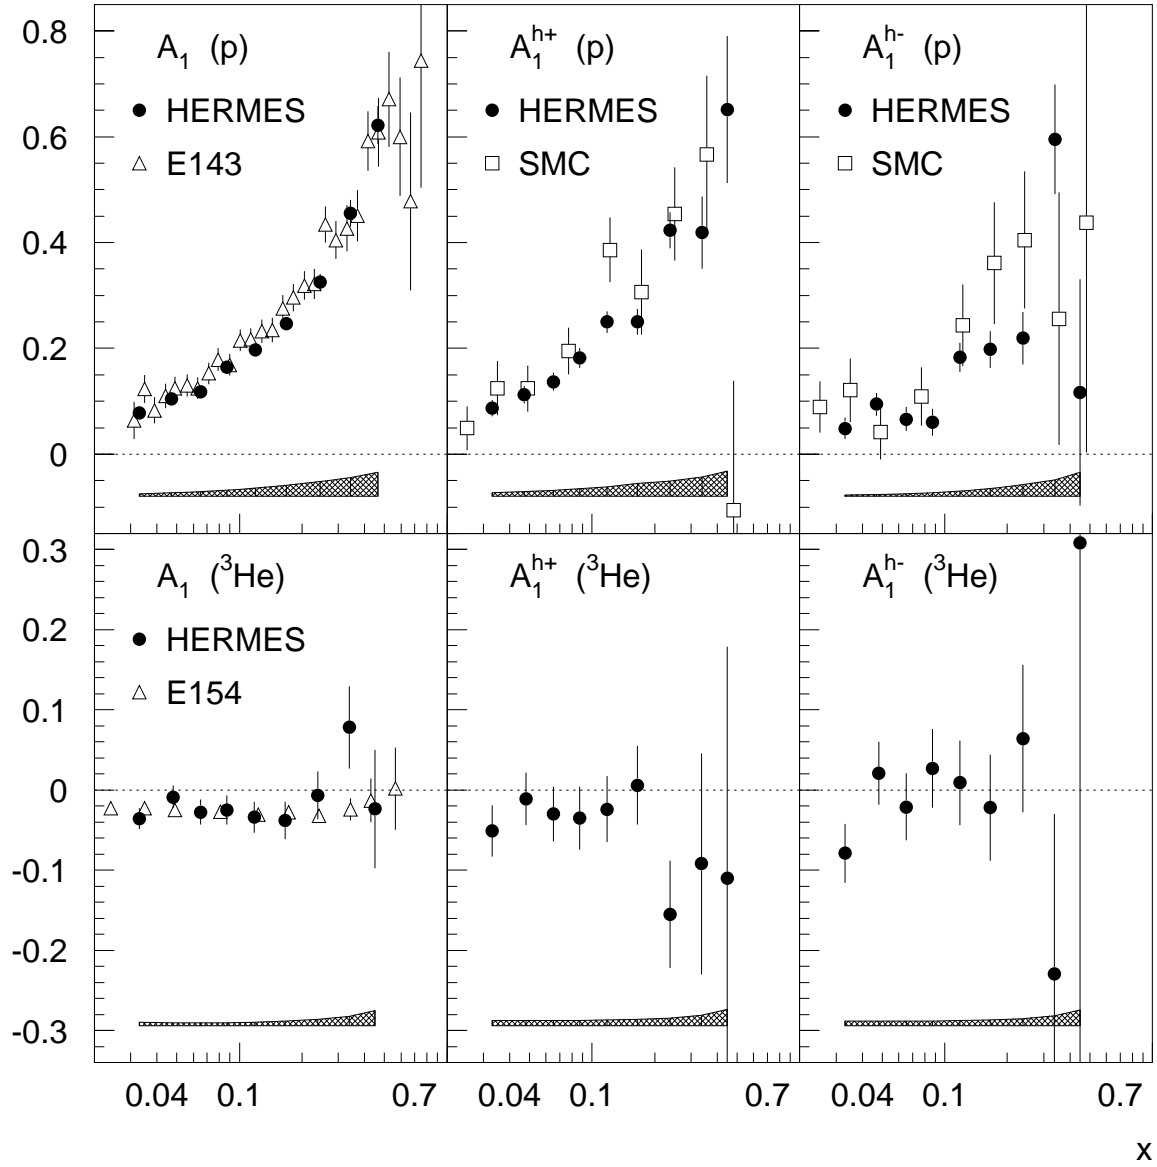 A₁ (p)
HERMES
E143
A₁ʰ⁺ (p)
HERMES
SMC
A₁ʰ⁻ (p)
HERMES
SMC
0.8
0.6
0.4
0.2
0
A₁ (³He)
HERMES
E154
A₁ʰ⁺ (³He)
A₁ʰ⁻ (³He)
0.3
0.2
0.1
0
-0.1
-0.2
-0.3
0.04 0.1 0.7
0.04 0.1 0.7
0.04 0.1 0.7
x